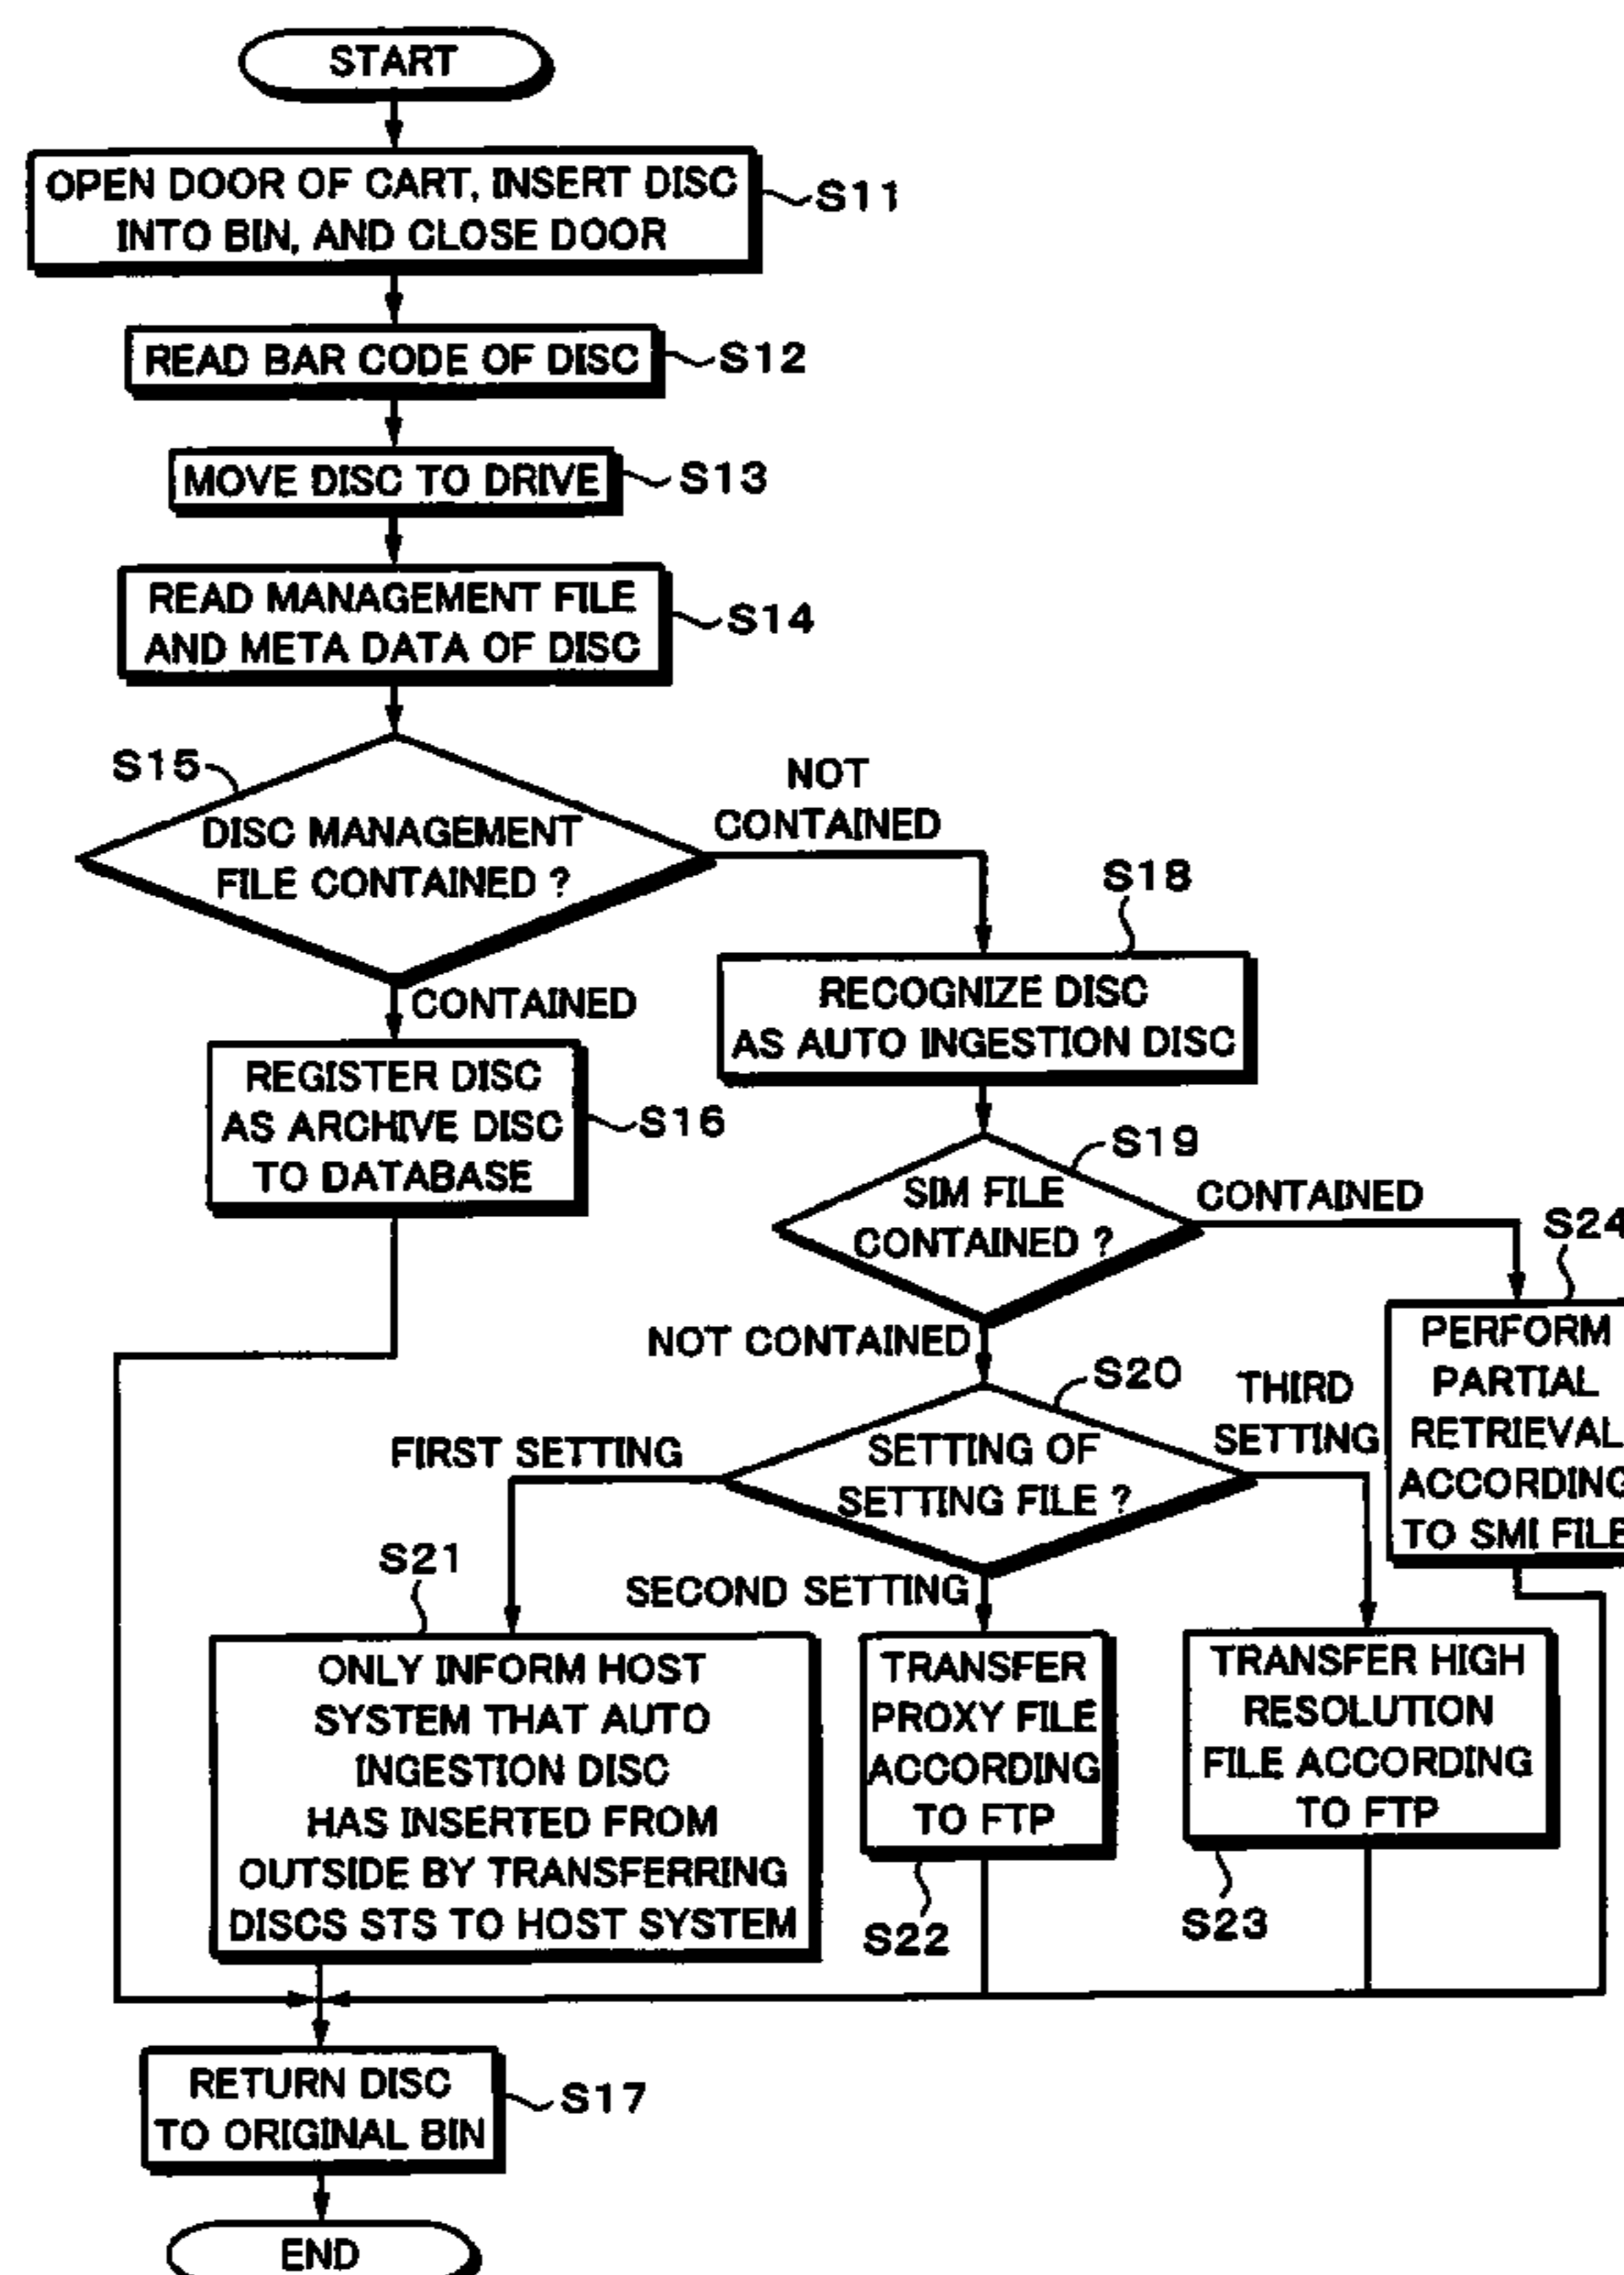 START
OPEN DOOR OF CART, INSERT DISC
INTO BIN, AND CLOSE DOOR
S11
READ BAR CODE OF DISC
S12
MOVE DISC TO DRIVE
S13
READ MANAGEMENT FILE
AND META DATA OF DISC
S14
S15
DISC MANAGEMENT
FILE CONTAINED ?
NOT
CONTAINED
CONTAINED
REGISTER DISC
AS ARCHIVE DISC
TO DATABASE
S16
S18
RECOGNIZE DISC
AS AUTO INGESTION DISC
S19
SIM FILE
CONTAINED ?
CONTAINED
S24
PERFORM
PARTIAL
RETRIEVAL
ACCORDING
TO SMI FILE
NOT CONTAINED
S20
SETTING OF
SETTING FILE ?
FIRST SETTING
SECOND SETTING
THIRD
SETTING
S21
ONLY INFORM HOST
SYSTEM THAT AUTO
INGESTION DISC
HAS INSERTED FROM
OUTSIDE BY TRANSFERRING
DISCS STS TO HOST SYSTEM
TRANSFER
PROXY FILE
ACCORDING
TO FTP
S22
TRANSFER HIGH
RESOLUTION
FILE ACCORDING
TO FTP
S23
RETURN DISC
TO ORIGINAL BIN
S17
END